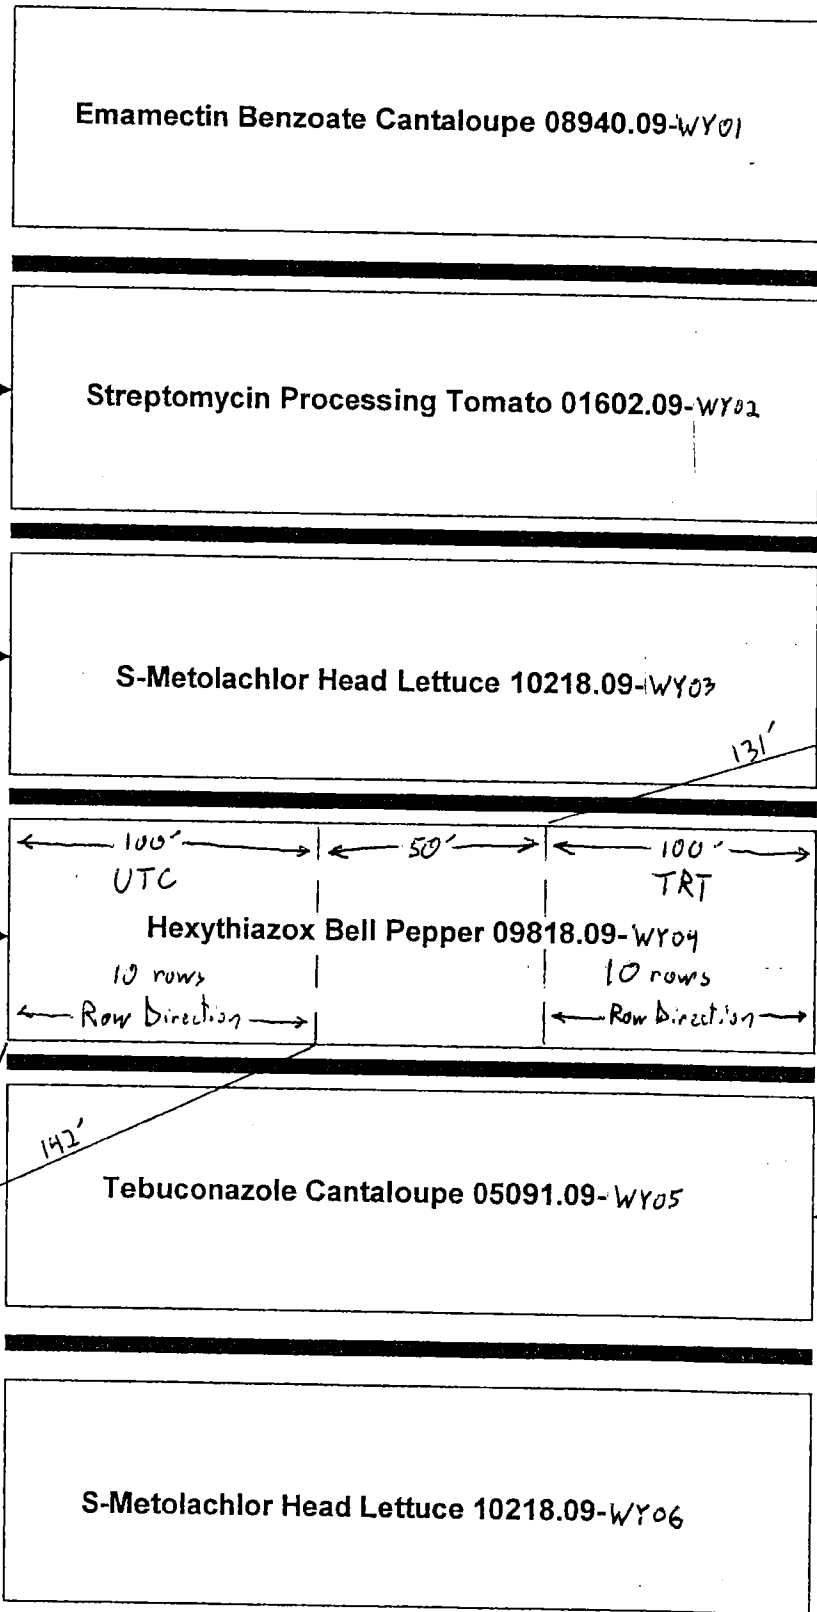 Emamectin Benzoate Cantaloupe 08940.09-WY01
Streptomycin Processing Tomato 01602.09-WY02
S-Metolachlor Head Lettuce 10218.09-WY03
131'
100' 50' 100'
UTC TRT
Hexythiazox Bell Pepper 09818.09-WY04
10 rows 10 rows
Row Direction Row Direction
142'
Tebuconazole Cantaloupe 05091.09-WY05
S-Metolachlor Head Lettuce 10218.09-WY06